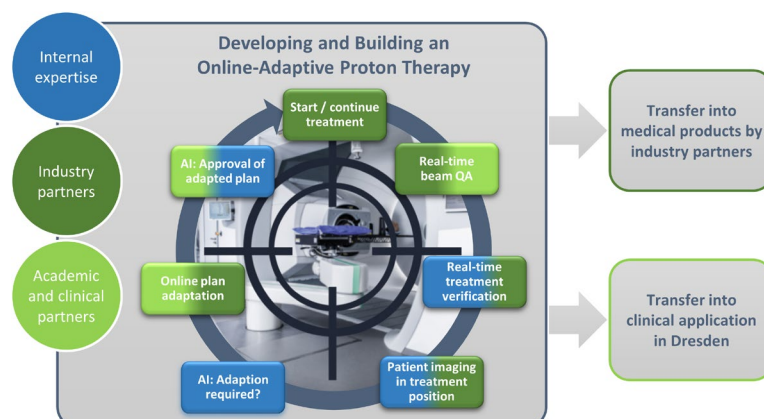 Internal
expertise
Industry
partners
Academic
and clinical
partners
Developing and Building an
Online-Adaptive Proton Therapy
Start / continue
treatment
Real-time
beam QA
Real-time
treatment
verification
Patient imaging
in treatment
position
AI: Adaption
required?
Online plan
adaptation
AI: Approval of
adapted plan
Transfer into
medical products by
industry partners
Transfer into
clinical application
in Dresden